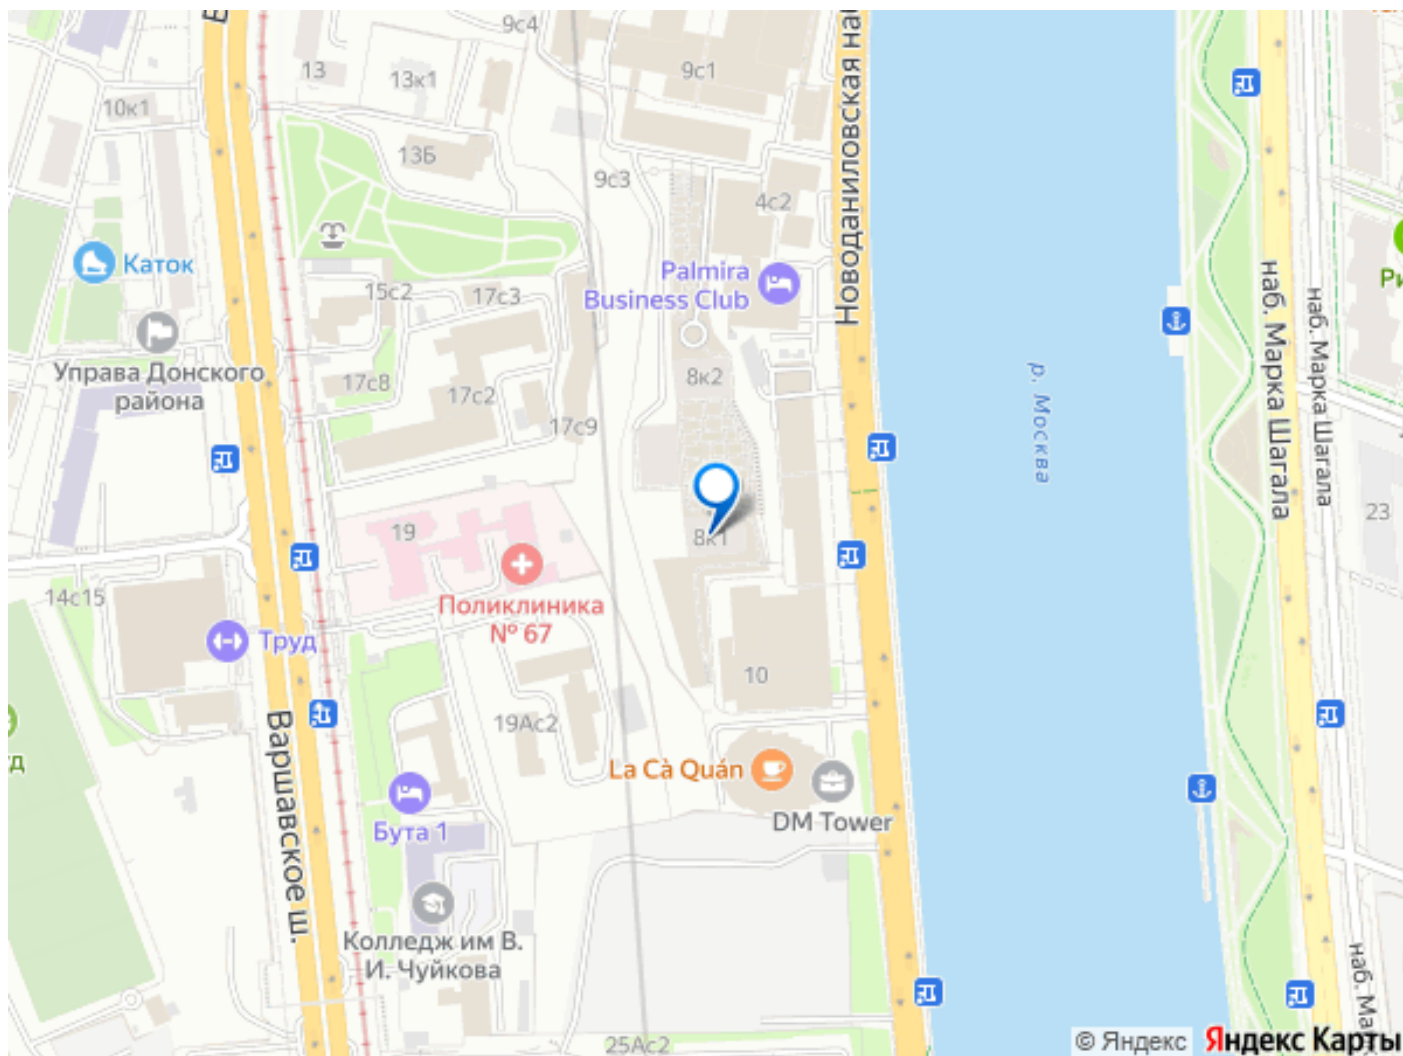 9с4
9с1
13
13к1
10к1
13Б
9с3
4с2
Новоданиловская наб
Каток
Palmira
Business Club
15с2
17с3
Управа Донского
района
17с8
17с2
8к2
17с9
р. Москва
наб. Марка Шагала
наб. Марка Шагала
23
19
8к1
14с15
Поликлиника
№ 67
Труд
10
19Ас2
Варшавское ш.
La Cà Quán
DM Tower
Бута 1
Колледж им В.
И. Чуйкова
25Ас2
© Яндекс
Яндекс Карты